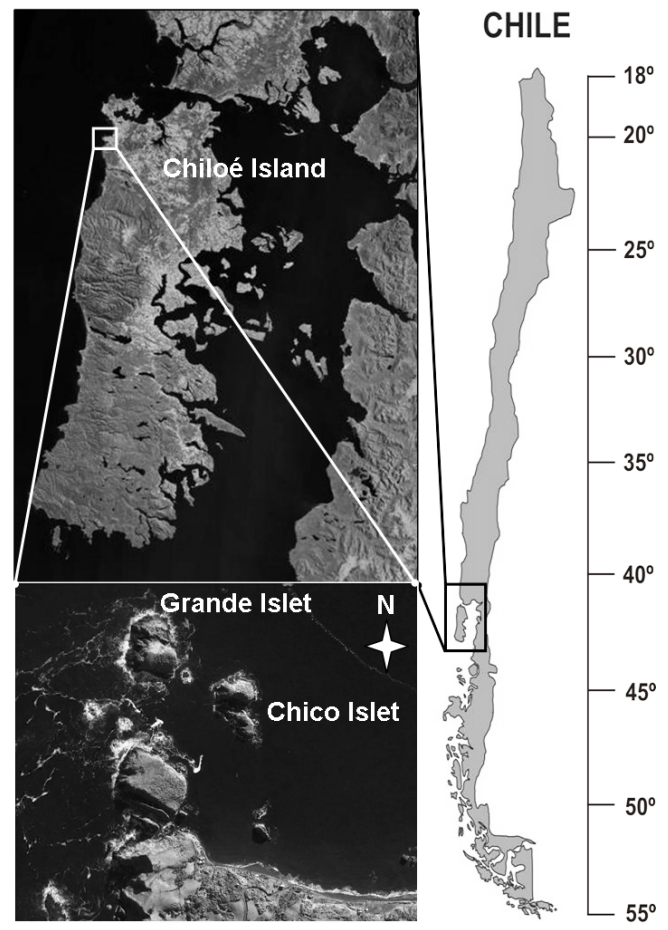 CHILE
Chiloé Island
18º
20º
25º
30º
35º
40º
45º
50º
55º
Grande Islet
N
Chico Islet